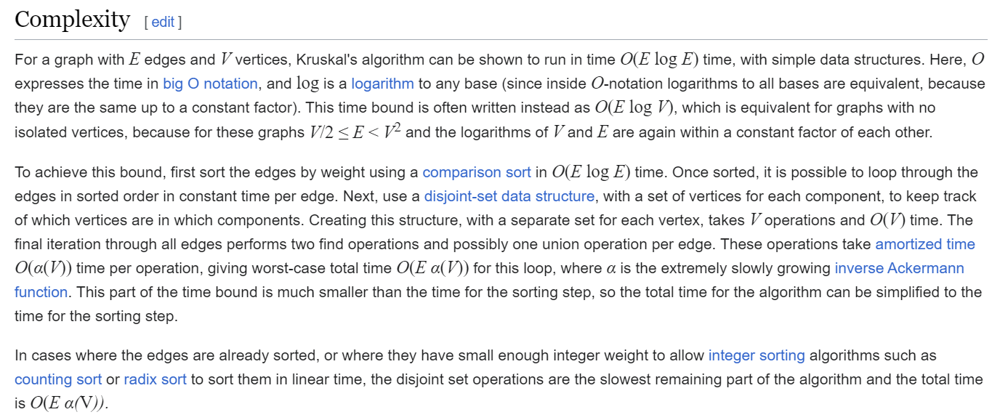 Complexity [ edit ]
For a graph with E edges and V vertices, Kruskal's algorithm can be shown to run in time O(E log E) time, with simple data structures. Here, O
expresses the time in big O notation, and log is a logarithm to any base (since inside O-notation logarithms to all bases are equivalent, because
they are the same up to a constant factor). This time bound is often written instead as O(E log V), which is equivalent for graphs with no
isolated vertices, because for these graphs V/2 ≤ E < V² and the logarithms of V and E are again within a constant factor of each other.
To achieve this bound, first sort the edges by weight using a comparison sort in O(E log E) time. Once sorted, it is possible to loop through the
edges in sorted order in constant time per edge. Next, use a disjoint-set data structure, with a set of vertices for each component, to keep track
of which vertices are in which components. Creating this structure, with a separate set for each vertex, takes V operations and O(V) time. The
final iteration through all edges performs two find operations and possibly one union operation per edge. These operations take amortized time
O(α(V)) time per operation, giving worst-case total time O(E α(V)) for this loop, where α is the extremely slowly growing inverse Ackermann
function. This part of the time bound is much smaller than the time for the sorting step, so the total time for the algorithm can be simplified to the
time for the sorting step.
In cases where the edges are already sorted, or where they have small enough integer weight to allow integer sorting algorithms such as
counting sort or radix sort to sort them in linear time, the disjoint set operations are the slowest remaining part of the algorithm and the total time
is O(E α(V)).